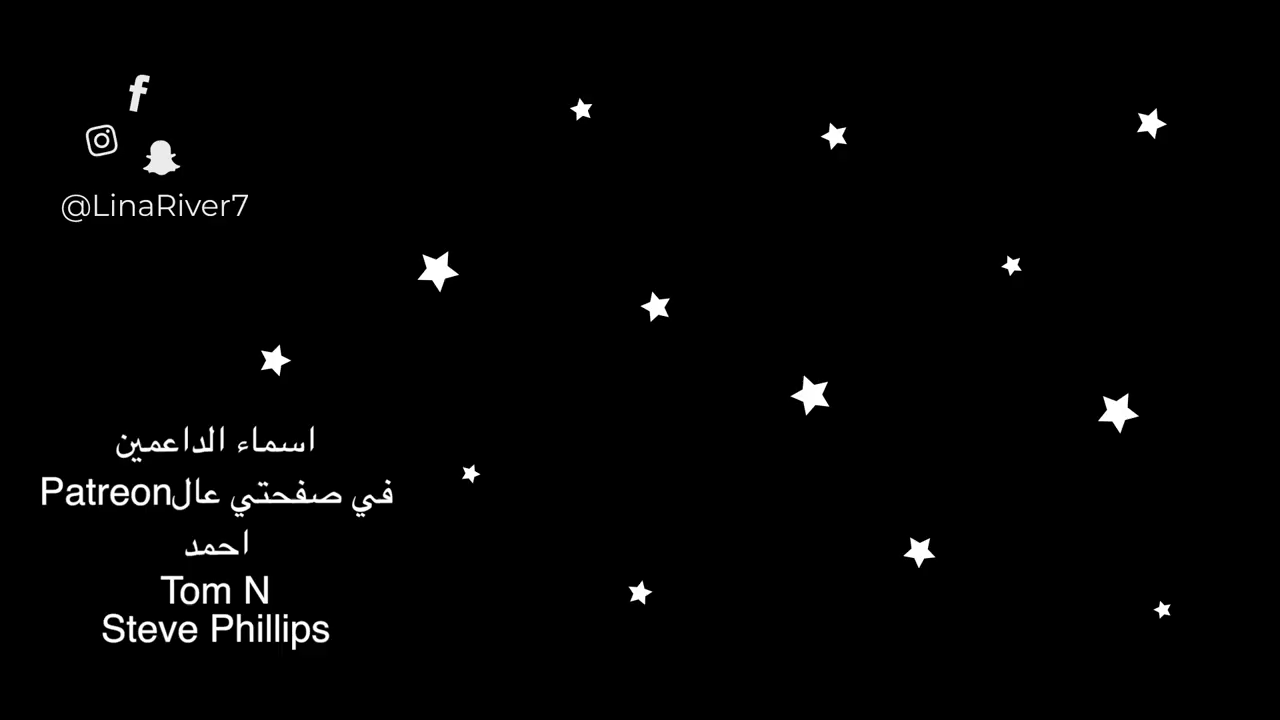 @LinaRiver7
اسماء الداعمين
في صفحتي عالPatreon
احمد
Tom N
Steve Phillips